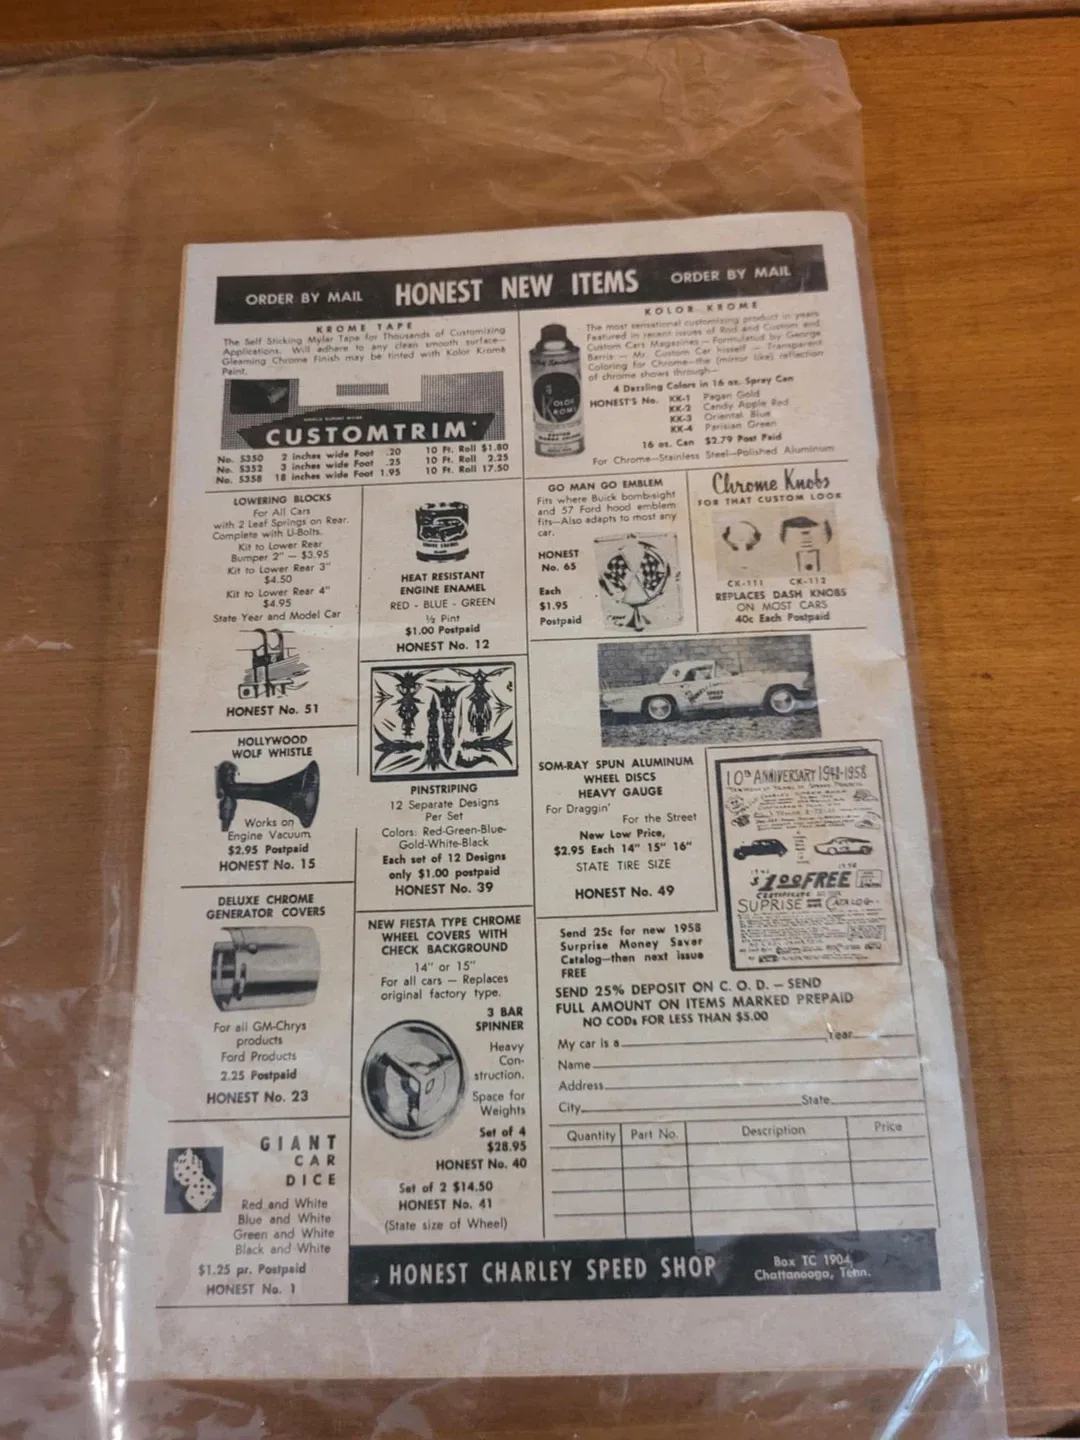 ORDER BY MAIL HONEST NEW ITEMS ORDER BY MAIL
KROME TAPE
The Self Sticking Mylar Tape for Thousands of Customizing
Applications. Will adhere to any clean smooth surface—
Gleaming Chrome Finish may be tinted with Kolor Krome
Paint.
CUSTOMTRIM
No. 5350 2 inches wide Foot .20 10 Ft. Roll $1.80
No. 5352 3 inches wide Foot .25 10 Ft. Roll 2.25
No. 5358 18 inches wide Foot 1.95 10 Ft. Roll 17.50
KOLOR KROME
The most sensational customizing product in years
Featured in recent issues of Rod and Custom and
Custom Cars Magazines — Formulated by George
Barris — Mr. Custom Car hisself — Transparent
Coloring for Chrome—the (mirror like) reflection
of chrome shows through—
4 Dazzling Colors in 16 oz. Spray Can
HONEST'S No. KK-1 Pagan Gold
KK-2 Candy Apple Red
KK-3 Oriental Blue
KK-4 Parisian Green
16 oz. Can $2.79 Post Paid
For Chrome—Stainless Steel—Polished Aluminum
LOWERING BLOCKS
For All Cars
with 2 Leaf Springs on Rear.
Complete with U-Bolts.
Kit to Lower Rear
Bumper 2" — $3.95
Kit to Lower Rear 3"
$4.50
Kit to Lower Rear 4"
$4.95
State Year and Model Car
HONEST No. 51
HEAT RESISTANT
ENGINE ENAMEL
RED - BLUE - GREEN
½ Pint
$1.00 Postpaid
HONEST No. 12
GO MAN GO EMBLEM
Fits where Buick bomb-sight
and 57 Ford hood emblem
fits—Also adapts to most any
car.
HONEST
No. 65
Each
$1.95
Postpaid
Chrome Knobs
FOR THAT CUSTOM LOOK
CK-111 CK-112
REPLACES DASH KNOBS
ON MOST CARS
40c Each Postpaid
HOLLYWOOD
WOLF WHISTLE
Works on
Engine Vacuum
$2.95 Postpaid
HONEST No. 15
PINSTRIPING
12 Separate Designs
Per Set
Colors: Red-Green-Blue-
Gold-White-Black
Each set of 12 Designs
only $1.00 postpaid
HONEST No. 39
SOM-RAY SPUN ALUMINUM
WHEEL DISCS
HEAVY GAUGE
For Draggin'
For the Street
New Low Price,
$2.95 Each 14" 15" 16"
STATE TIRE SIZE
HONEST No. 49
10th ANNIVERSARY 1948-1958
$1.00 FREE
CERTIFICATE
SUPRISE CATALOG
DELUXE CHROME
GENERATOR COVERS
For all GM-Chrys
products
Ford Products
2.25 Postpaid
HONEST No. 23
NEW FIESTA TYPE CHROME
WHEEL COVERS WITH
CHECK BACKGROUND
14" or 15"
For all cars — Replaces
original factory type.
3 BAR
SPINNER
Heavy
Con-
struction.
Space for
Weights
Set of 4
$28.95
HONEST No. 40
Set of 2 $14.50
HONEST No. 41
(State size of Wheel)
Send 25c for new 1958
Surprise Money Saver
Catalog—then next issue
FREE
SEND 25% DEPOSIT ON C. O. D. — SEND
FULL AMOUNT ON ITEMS MARKED PREPAID
NO CODs FOR LESS THAN $5.00
My car is a Year
Name
Address
City State
Quantity Part No. Description Price
GIANT
CAR
DICE
Red and White
Blue and White
Green and White
Black and White
$1.25 pr. Postpaid
HONEST No. 1
HONEST CHARLEY SPEED SHOP
Box TC 1904
Chattanooga, Tenn.